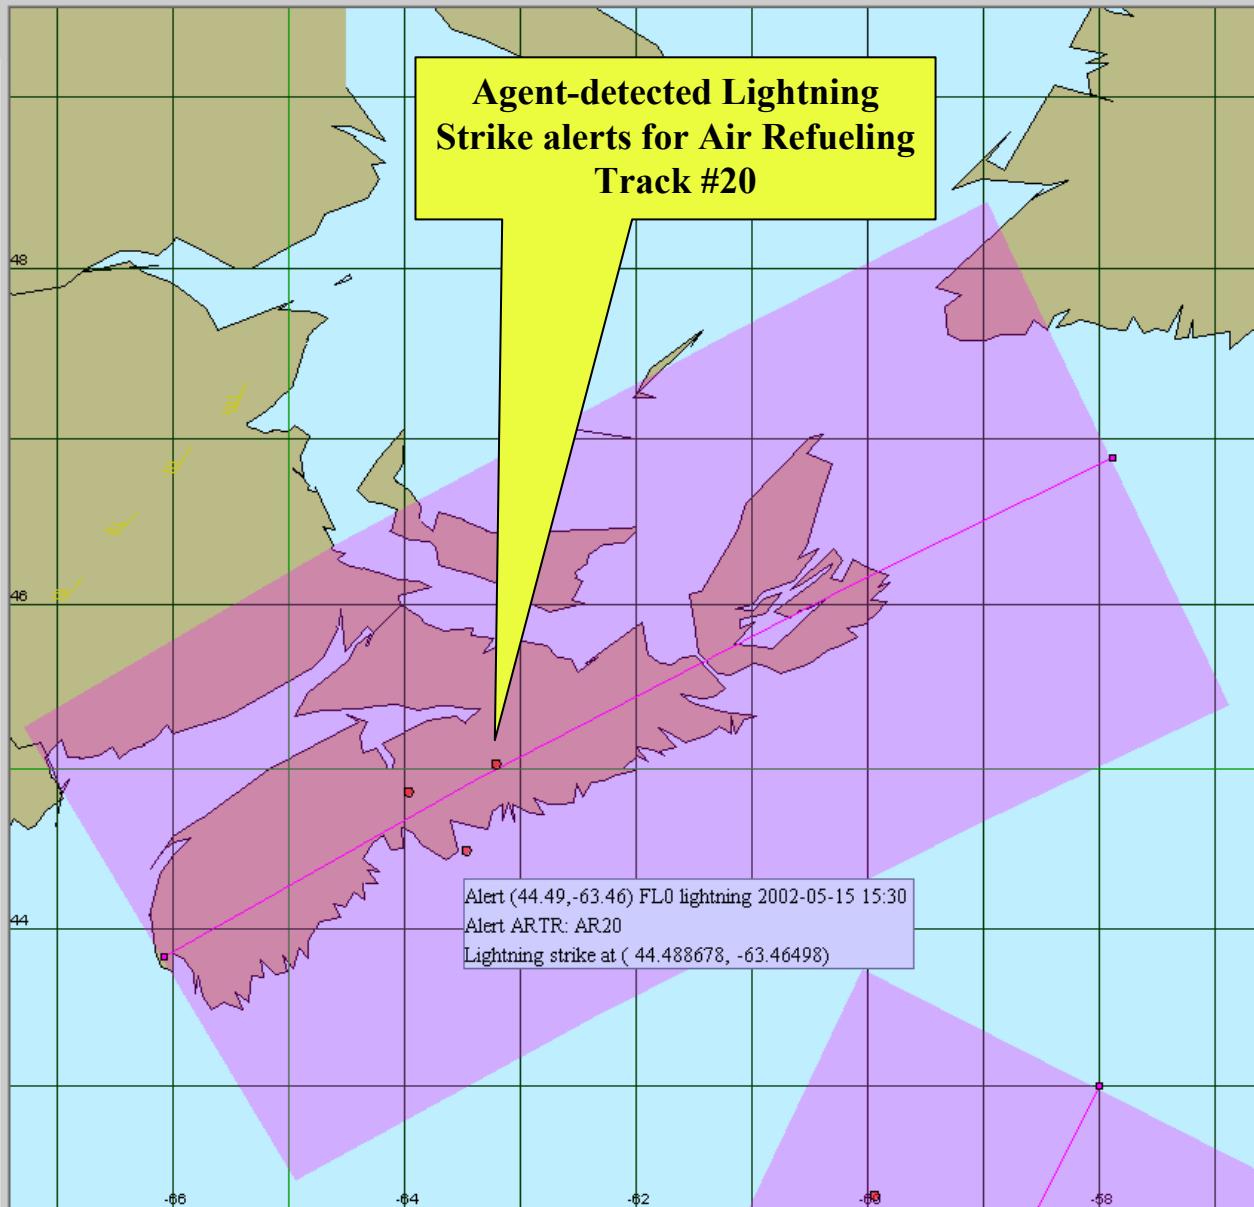 Agent-detected Lightning
Strike alerts for Air Refueling
Track #20
48
46
Alert (44.49,-63.46) FL0 lightning 2002-05-15 15:30
44
Alert ARTR: AR20
Lightning strike at ( 44.488678, -63.46498)
-66
-64
-62
-60
-58